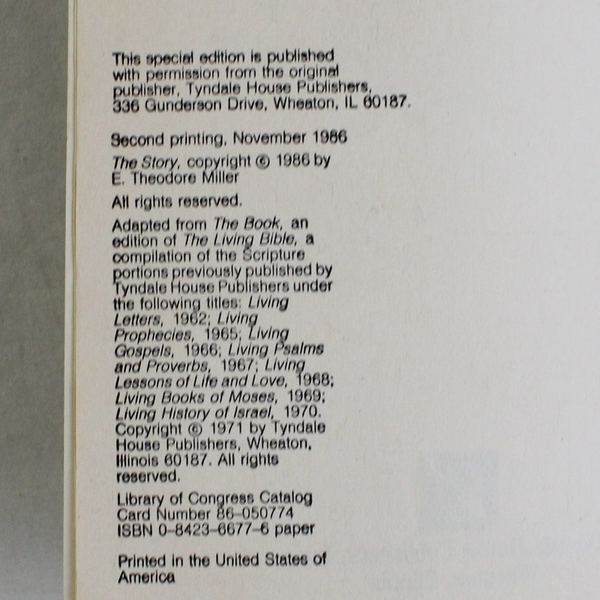 This special edition is published
with permission from the original
publisher, Tyndale House Publishers,
336 Gunderson Drive, Wheaton, IL 60187.
Second printing, November 1986
The Story, copyright © 1986 by
E. Theodore Miller
All rights reserved.
Adapted from The Book, an
edition of The Living Bible, a
compilation of the Scripture
portions previously published by
Tyndale House Publishers under
the following titles: Living
Letters, 1962; Living
Prophecies, 1965; Living
Gospels, 1966; Living Psalms
and Proverbs, 1967; Living
Lessons of Life and Love, 1968;
Living Books of Moses, 1969;
Living History of Israel, 1970.
Copyright © 1971 by Tyndale
House Publishers, Wheaton,
Illinois 60187. All rights
reserved.
Library of Congress Catalog
Card Number 86-050774
ISBN 0-8423-6677-6 paper
Printed in the United States of
America